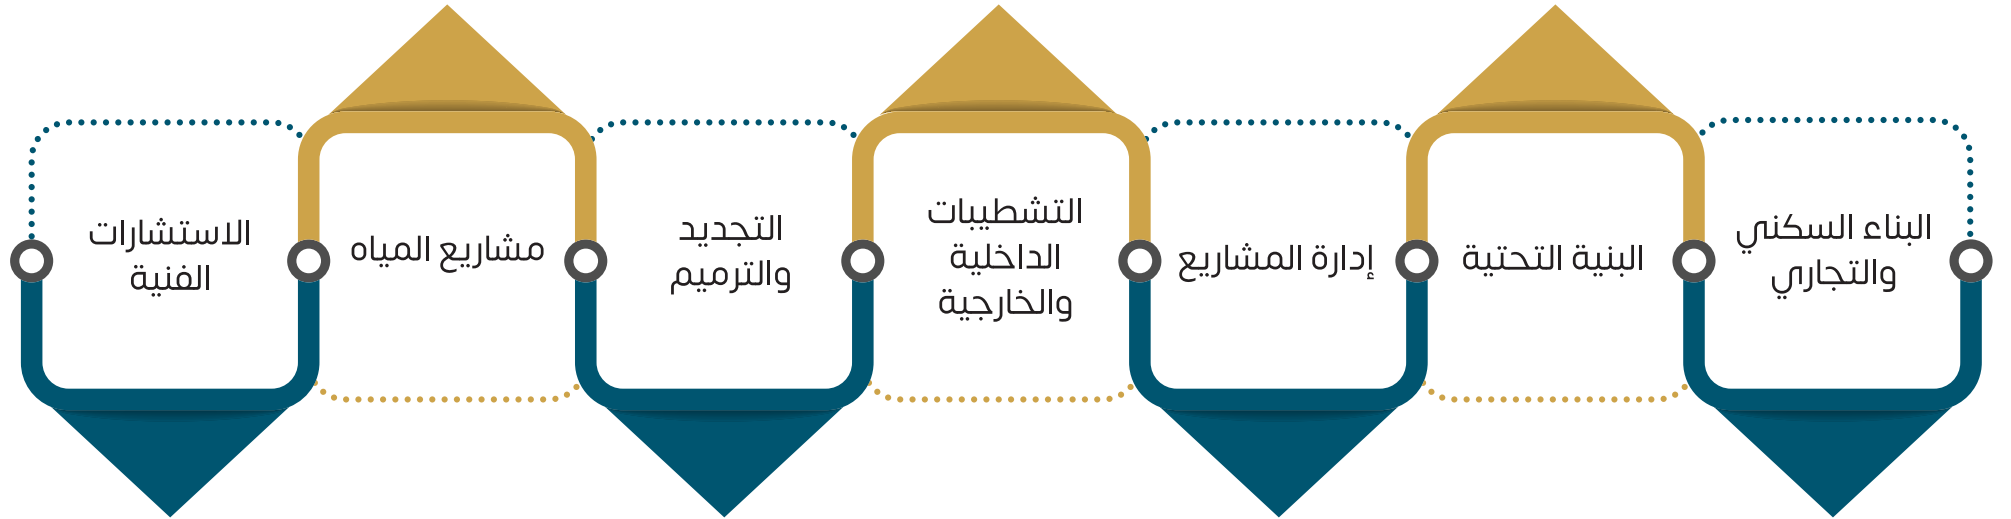 البناء السكني
والتجاري
البنية التحتية
إدارة المشاريع
التشطيبات
الداخلية
والخارجية
التجديد
والترميم
مشاريع المياه
الاستشارات
الفنية